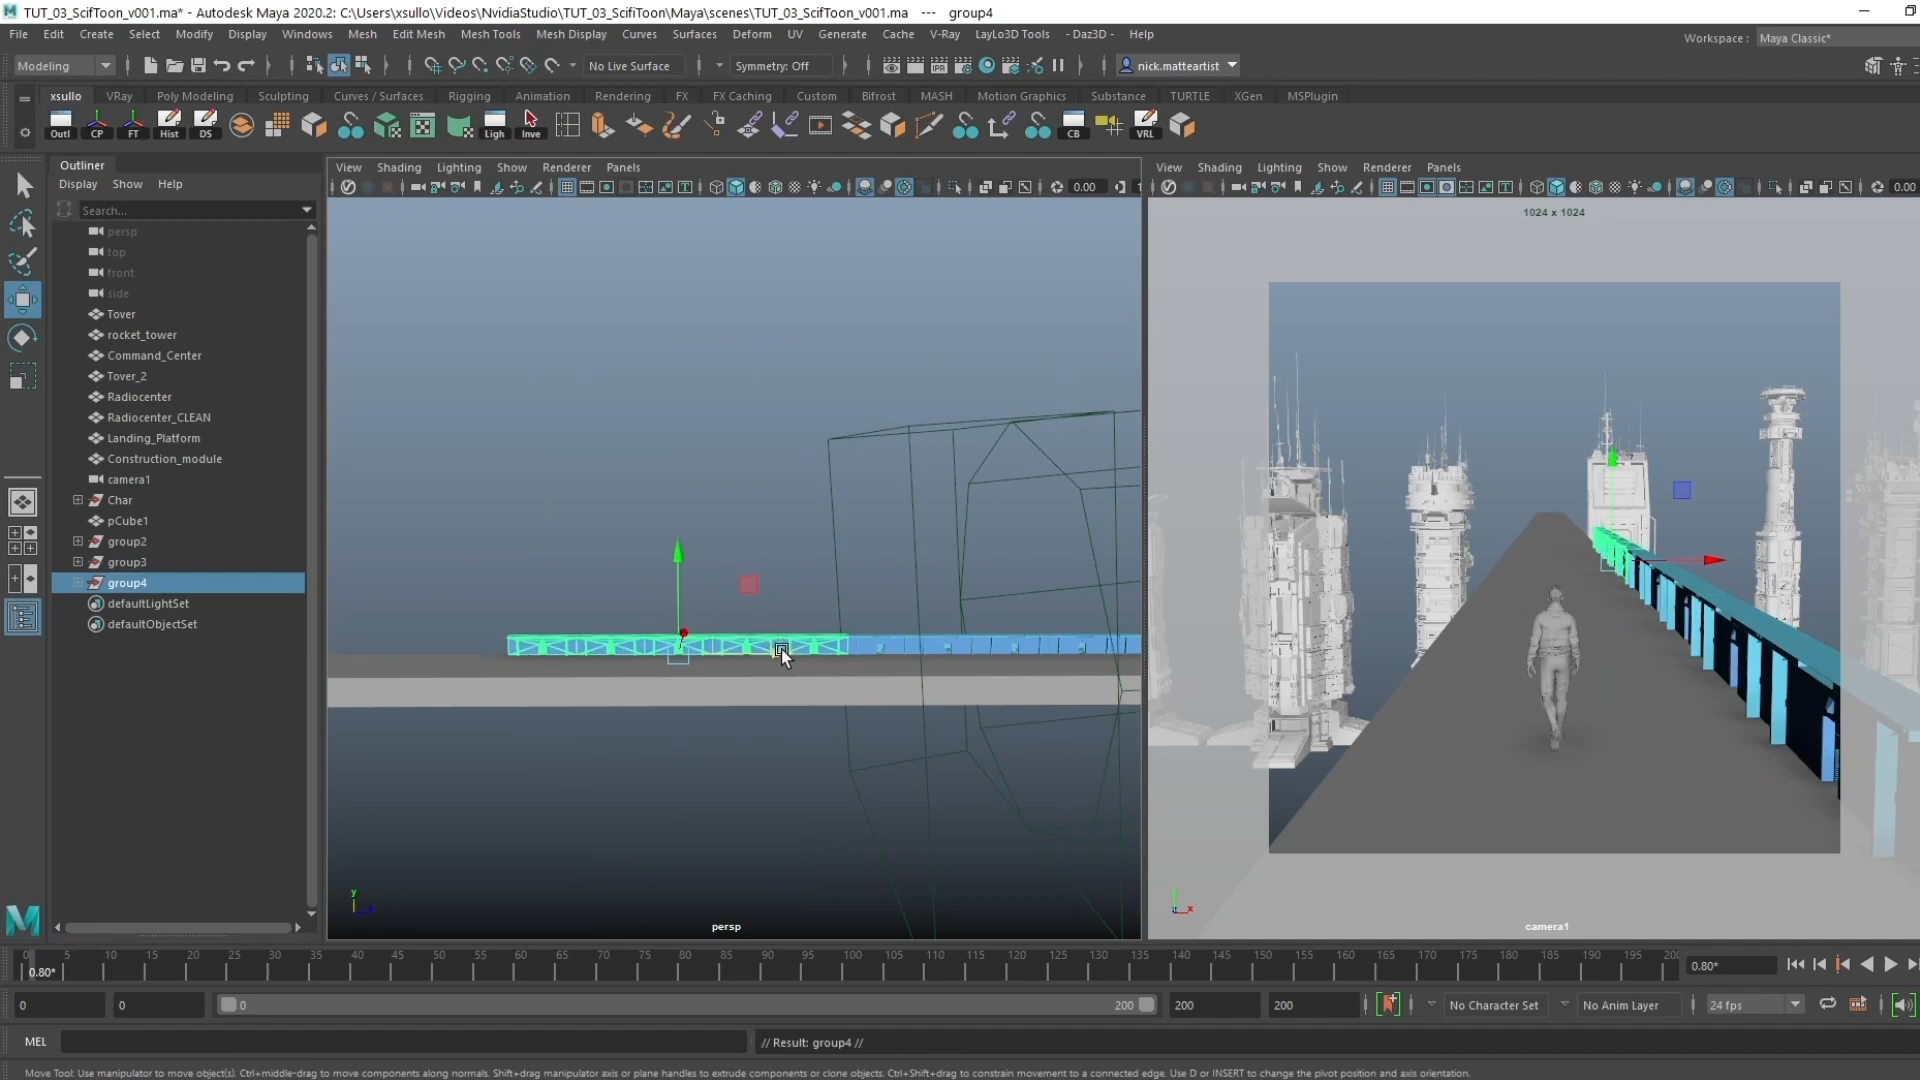 TUT_03_ScifiToon_v001.ma* - Autodesk Maya 2020.2: C:\Users\xsullo\Videos\NvidiaStudio\TUT_03_ScifiToon\Maya\scenes\TUT_03_ScifToon_v001.ma --- group4
File Edit Create Select Modify Display Windows Mesh Edit Mesh Mesh Tools Mesh Display Curves Surfaces Deform UV Generate Cache V-Ray LayLo3D Tools - Daz3D - Help
Workspace : Maya Classic*
Modeling No Live Surface Symmetry: Off nick.matteartist
xsullo VRay Poly Modeling Sculpting Curves / Surfaces Rigging Animation Rendering FX FX Caching Custom Bifrost MASH Motion Graphics Substance TURTLE XGen MSPlugin
Outl CP FT Hist DS Ligh Inve CB VRL
Outliner
Display Show Help
Search...
persp
top
front
side
Tover
rocket_tower
Command_Center
Tover_2
Radiocenter
Radiocenter_CLEAN
Landing_Platform
Construction_module
camera1
Char
pCube1
group2
group3
group4
defaultLightSet
defaultObjectSet
View Shading Lighting Show Renderer Panels
0.00
persp
View Shading Lighting Show Renderer Panels
0.00
1024 x 1024
camera1
0 5 10 15 20 25 30 35 40 45 50 55 60 65 70 75 80 85 90 95 100 105 110 115 120 125 130 135 140 145 150 155 160 165 170 175 180 185 190 195 200
0.80* 0.80*
0 0 0 200 200 200 No Character Set No Anim Layer 24 fps
MEL // Result: group4 //
Move Tool: Use manipulator to move object(s). Ctrl+middle-drag to move components along normals. Shift+drag manipulator axis or plane handles to extrude components or clone objects. Ctrl+Shift+drag to constrain movement to a connected edge. Use D or INSERT to change the pivot position and axis orientation.